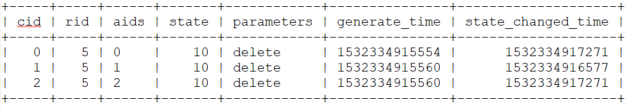 +-----+-----+------+-------+------------+---------------+--------------------+
| cid | rid | aids | state | parameters | generate_time | state_changed_time |
+-----+-----+------+-------+------------+---------------+--------------------+
| 0 | 5 | 0 | 10 | delete | 1532334915554 | 1532334917271 |
| 1 | 5 | 1 | 10 | delete | 1532334915560 | 1532334916577 |
| 2 | 5 | 2 | 10 | delete | 1532334915560 | 1532334917271 |
+-----+-----+------+-------+------------+---------------+--------------------+